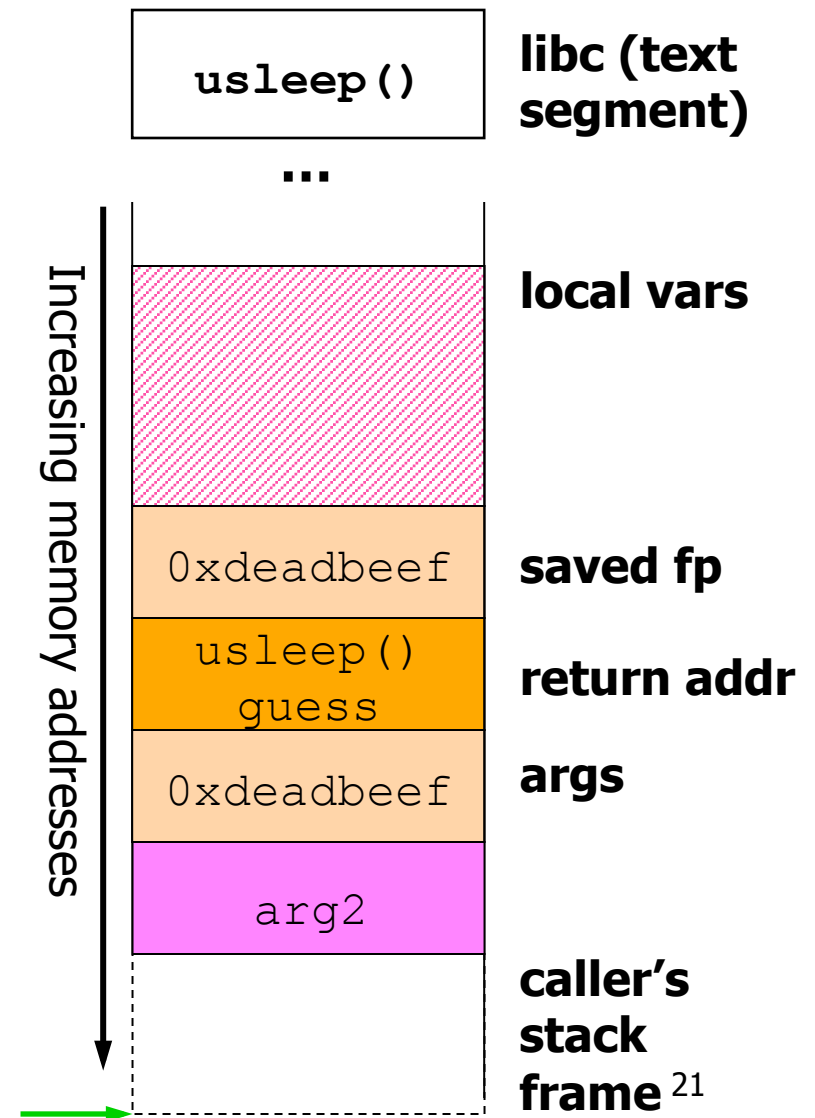 usleep()
libc (text
segment)
...
Increasing memory addresses
local vars
0xdeadbeef
saved fp
usleep()
guess
return addr
0xdeadbeef
args
arg2
caller’s
stack
frame 21